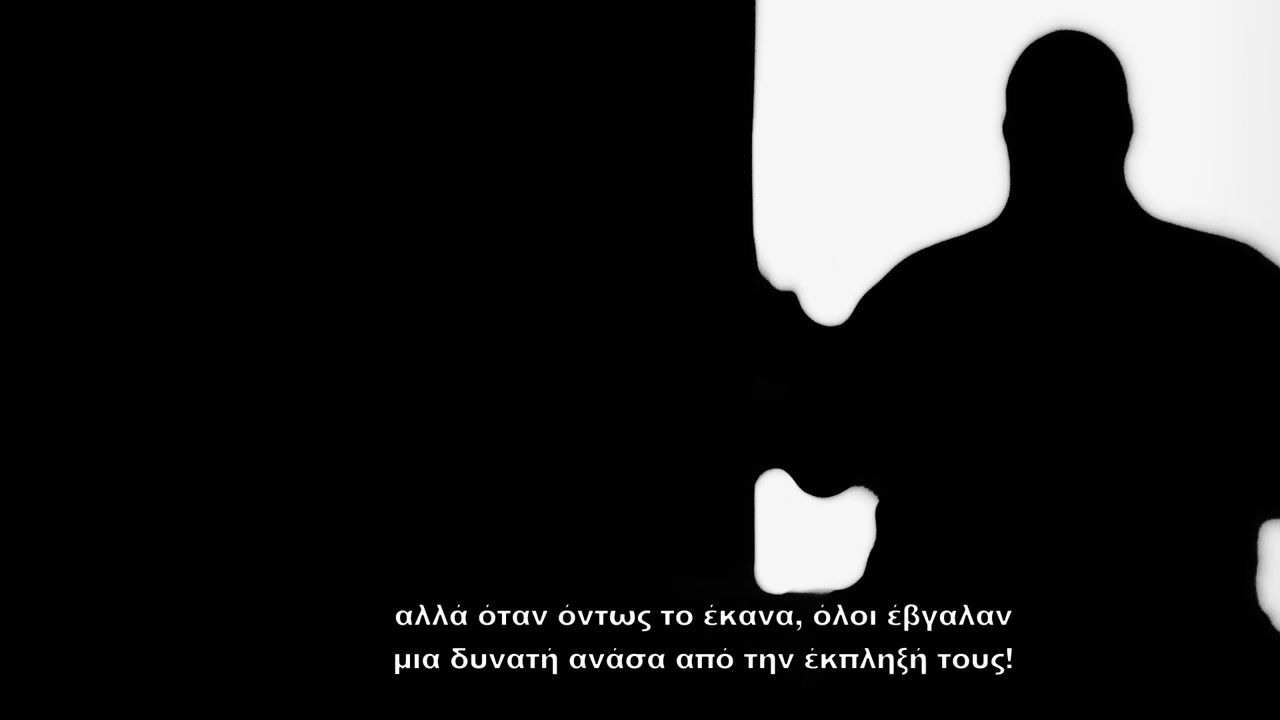 αλλά όταν όντως το έκανα, όλοι έβγαλαν
μια δυνατή ανάσα από την έκπληξή τους!